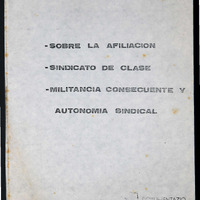 -SOBRE LA AFILIACION
-SINDICATO DE CLASE
-MILITANCIA CONSECUENTE Y
AUTONOMIA SINDICAL